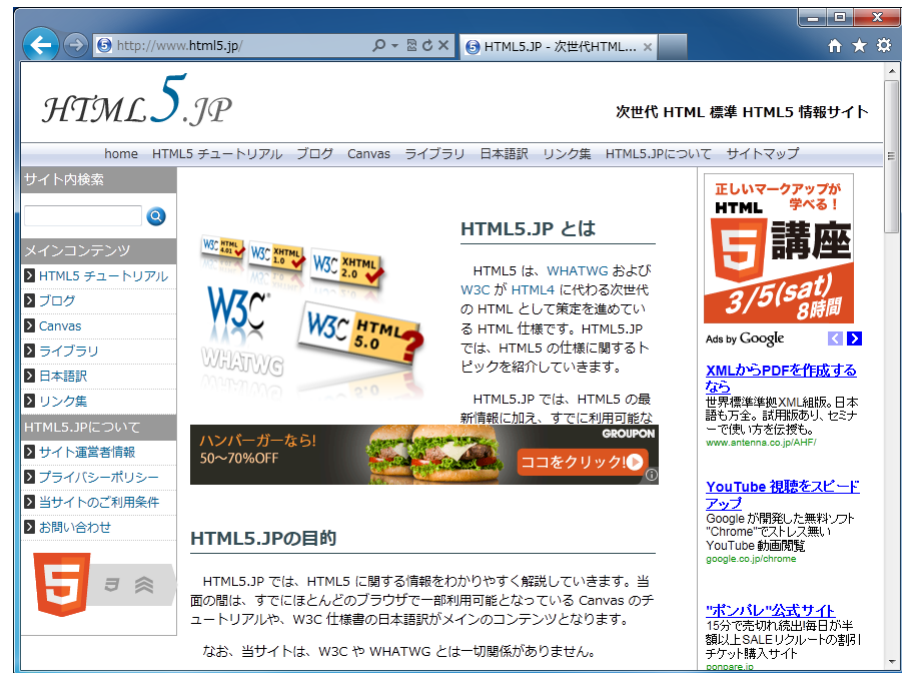 http://www.html5.jp/
HTML5.JP - 次世代HTML...
HTML5.JP
次世代 HTML 標準 HTML5 情報サイト
home HTML5 チュートリアル ブログ Canvas ライブラリ 日本語訳 リンク集 HTML5.JPについて サイトマップ
サイト内検索
メインコンテンツ
HTML5 チュートリアル
ブログ
Canvas
ライブラリ
日本語訳
リンク集
HTML5.JPについて
サイト運営者情報
プライバシーポリシー
当サイトのご利用条件
お問い合わせ
5
W3C HTML 4.01
W3C XHTML 1.0
W3C XHTML 2.0
W3C
W3C HTML 5.0 ?
WHATWG
HTML5.JP とは
HTML5 は、WHATWG および
W3C が HTML4 に代わる次世代
の HTML として策定を進めてい
る HTML 仕様です。HTML5.JP
では、HTML5 の仕様に関するト
ピックを紹介していきます。
HTML5.JP では、HTML5 の最
新情報に加え、すでに利用可能な
ハンバーガーなら!
50～70%OFF
GROUPON
ココをクリック!
HTML5.JPの目的
HTML5.JP では、HTML5 に関する情報をわかりやすく解説していきます。当
面の間は、すでにほとんどのブラウザで一部利用可能となっている Canvas のチ
ュートリアルや、W3C 仕様書の日本語訳がメインのコンテンツとなります。
なお、当サイトは、W3C や WHATWG とは一切関係がありません。
正しいマークアップが
学べる!
HTML
5 講座
3/5(sat)
8時間
Ads by Google
XMLからPDFを作成する
なら
世界標準準拠XML組版。日本
語も万全。試用版あり、セミナ
ーで使い方を伝授も。
www.antenna.co.jp/AHF/
YouTube 視聴をスピード
アップ
Google が開発した無料ソフト
"Chrome"でストレス無い
YouTube 動画閲覧
google.co.jp/chrome
"ポンパレ"公式サイト
15分で売切れ続出!毎日が半
額以上SALEリクルートの割引
チケット購入サイト
ponpare.jp